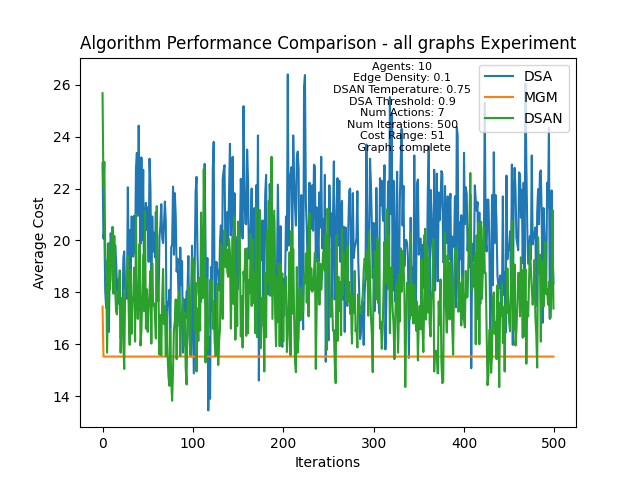 Algorithm Performance Comparison - all graphs Experiment
Agents: 10
Edge Density: 0.1
DSAN Temperature: 0.75
DSA Threshold: 0.9
Num Actions: 7
Num Iterations: 500
Cost Range: 51
Graph: complete
DSA
MGM
DSAN
Average Cost
26
24
22
20
18
16
14
0
100
200
300
400
500
Iterations